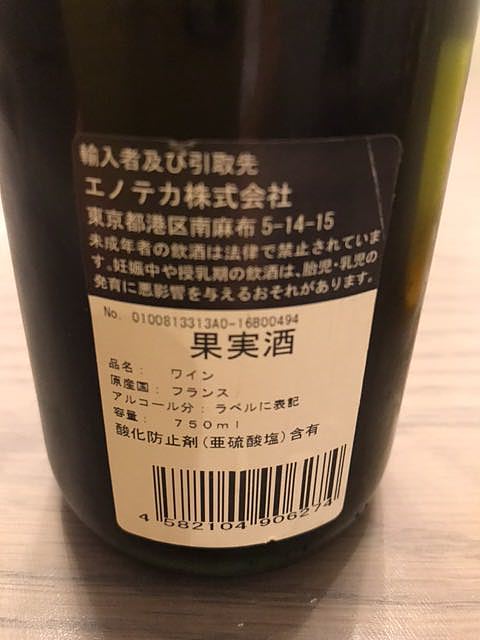 輸入者及び引取先
エノテカ株式会社
東京都港区南麻布5-14-15
未成年者の飲酒は法律で禁止されていま
す。妊娠中や授乳期の飲酒は、胎児・乳児の
発育に悪影響を与えるおそれがあります。
No. 0100813313A0-16B00494
果実酒
品名: ワイン
原産国: フランス
アルコール分: ラベルに表記
容量: 750ml
酸化防止剤(亜硫酸塩)含有
4 582104 906274